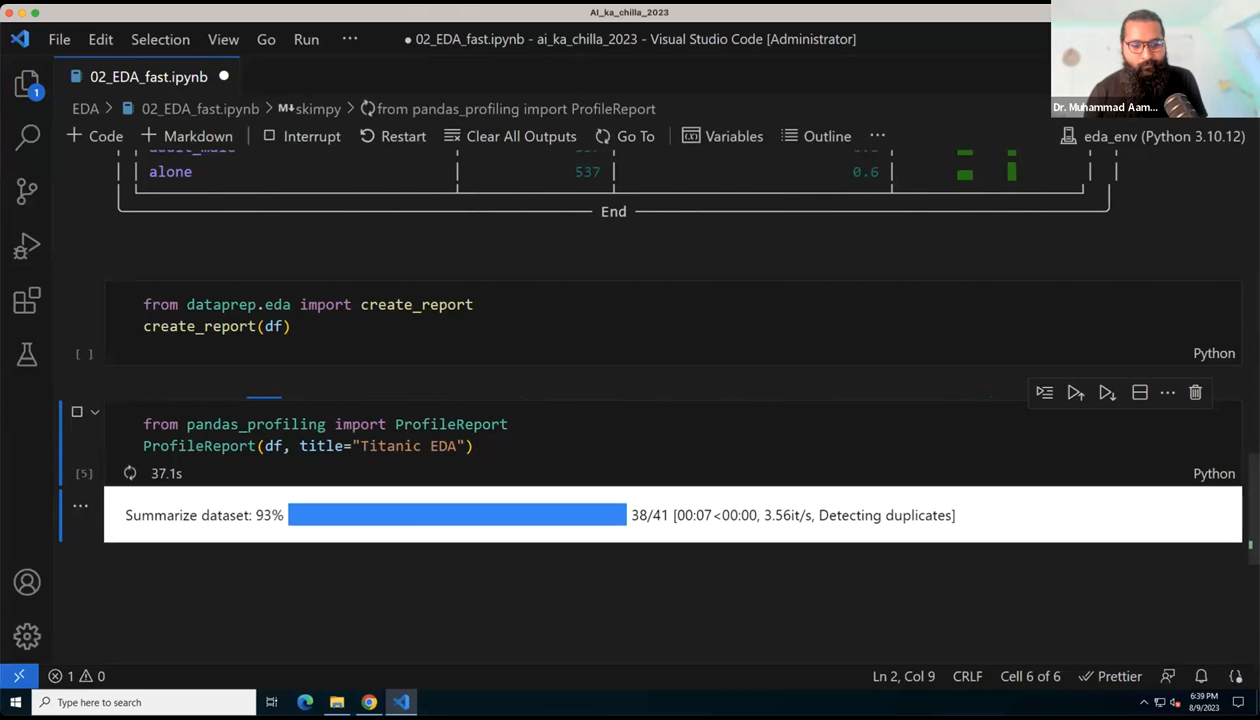 AI_ka_chilla_2023
File Edit Selection View Go Run ··· ● 02_EDA_fast.ipynb - ai_ka_chilla_2023 - Visual Studio Code [Administrator]
02_EDA_fast.ipynb ●
Dr. Muhammad Aam...
EDA > 02_EDA_fast.ipynb > M↓skimpy > from pandas_profiling import ProfileReport
+ Code + Markdown Interrupt Restart Clear All Outputs Go To Variables Outline ··· eda_env (Python 3.10.12)
alone 537 0.6
End
from dataprep.eda import create_report
create_report(df)
[ ] Python
from pandas_profiling import ProfileReport
ProfileReport(df, title="Titanic EDA")
[5] 37.1s Python
Summarize dataset: 93% 38/41 [00:07<00:00, 3.56it/s, Detecting duplicates]
1
1 0 Ln 2, Col 9 CRLF Cell 6 of 6 Prettier
Type here to search
6:39 PM
8/9/2023